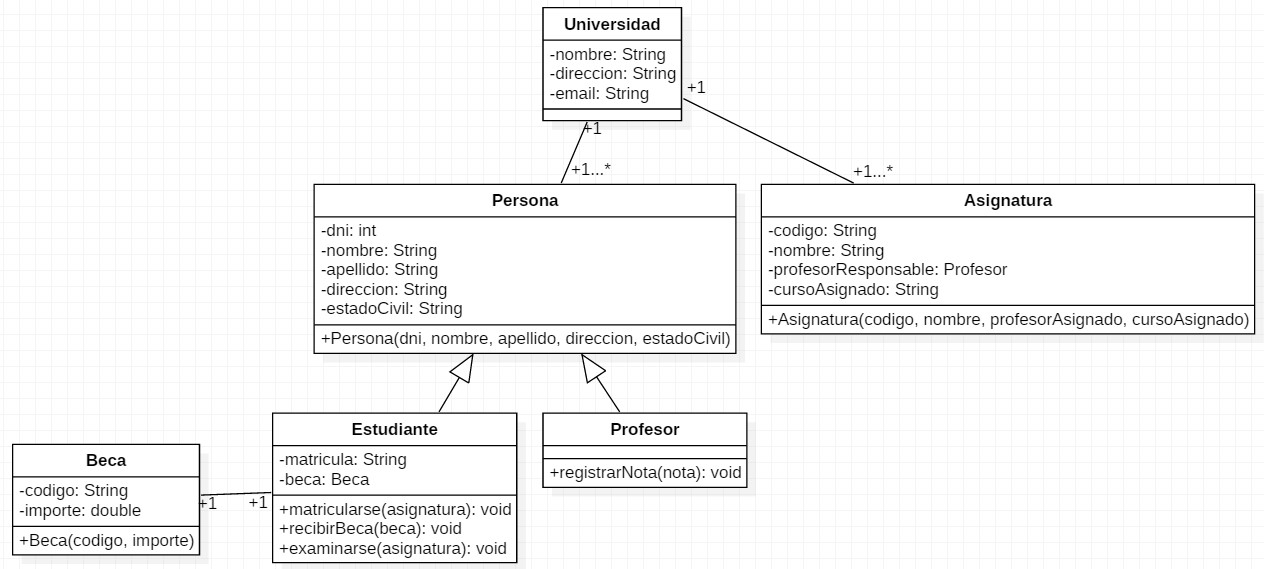 Universidad
-nombre: String
-direccion: String
-email: String
+1
+1
+1...*
+1...*
Persona
-dni: int
-nombre: String
-apellido: String
-direccion: String
-estadoCivil: String
+Persona(dni, nombre, apellido, direccion, estadoCivil)
Asignatura
-codigo: String
-nombre: String
-profesorResponsable: Profesor
-cursoAsignado: String
+Asignatura(codigo, nombre, profesorAsignado, cursoAsignado)
Beca
-codigo: String
-importe: double
+Beca(codigo, importe)
+1
+1
Estudiante
-matricula: String
-beca: Beca
+matricularse(asignatura): void
+recibirBeca(beca): void
+examinarse(asignatura): void
Profesor
+registrarNota(nota): void